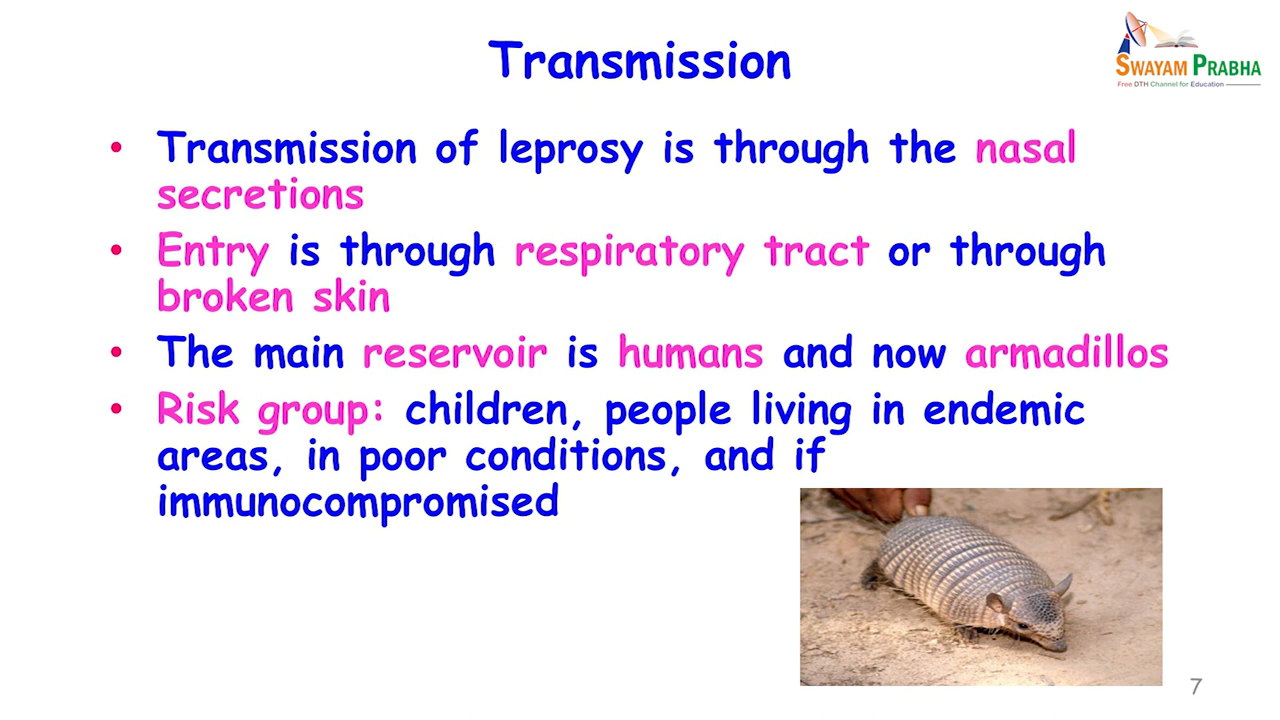 Transmission
SWAYAM PRABHA
Free DTH Channel for Education
• Transmission of leprosy is through the nasal
secretions
• Entry is through respiratory tract or through
broken skin
• The main reservoir is humans and now armadillos
• Risk group: children, people living in endemic
areas, in poor conditions, and if
immunocompromised
7